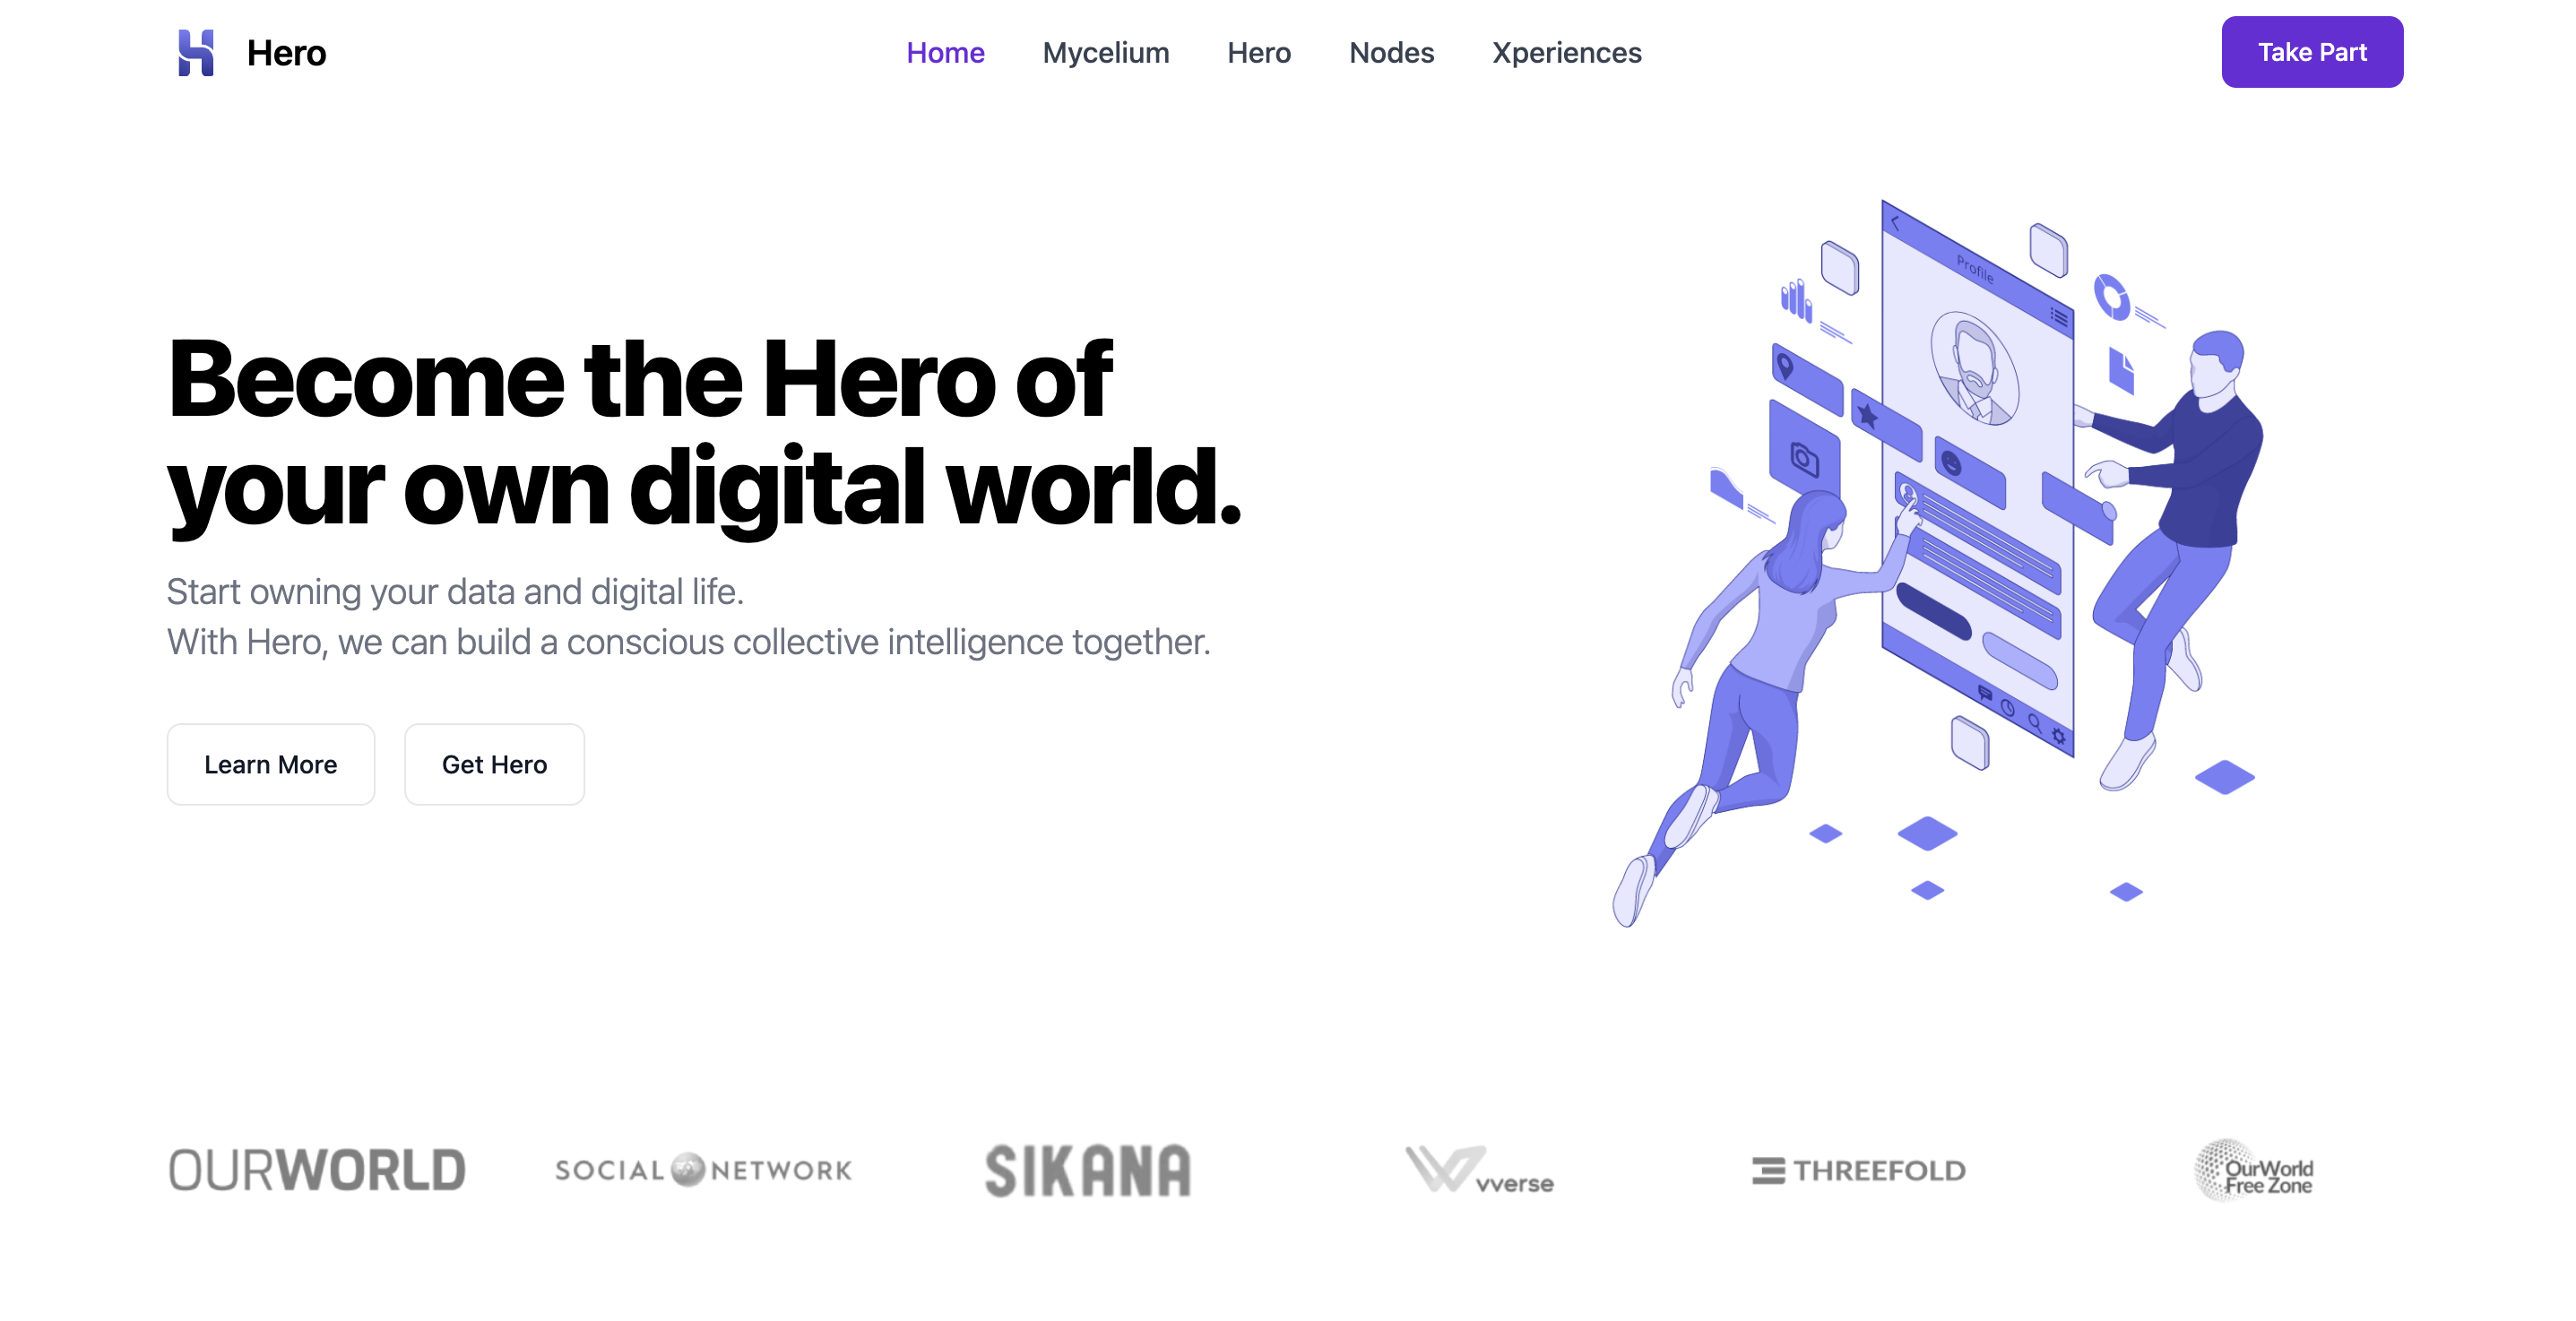 Hero
Home
Mycelium
Hero
Nodes
Xperiences
Take Part
Become the Hero of
your own digital world.
Start owning your data and digital life.
With Hero, we can build a conscious collective intelligence together.
Learn More
Get Hero
Profile
OURWORLD
SOCIAL NETWORK
SIKANA
vverse
THREEFOLD
OurWorld
Free Zone